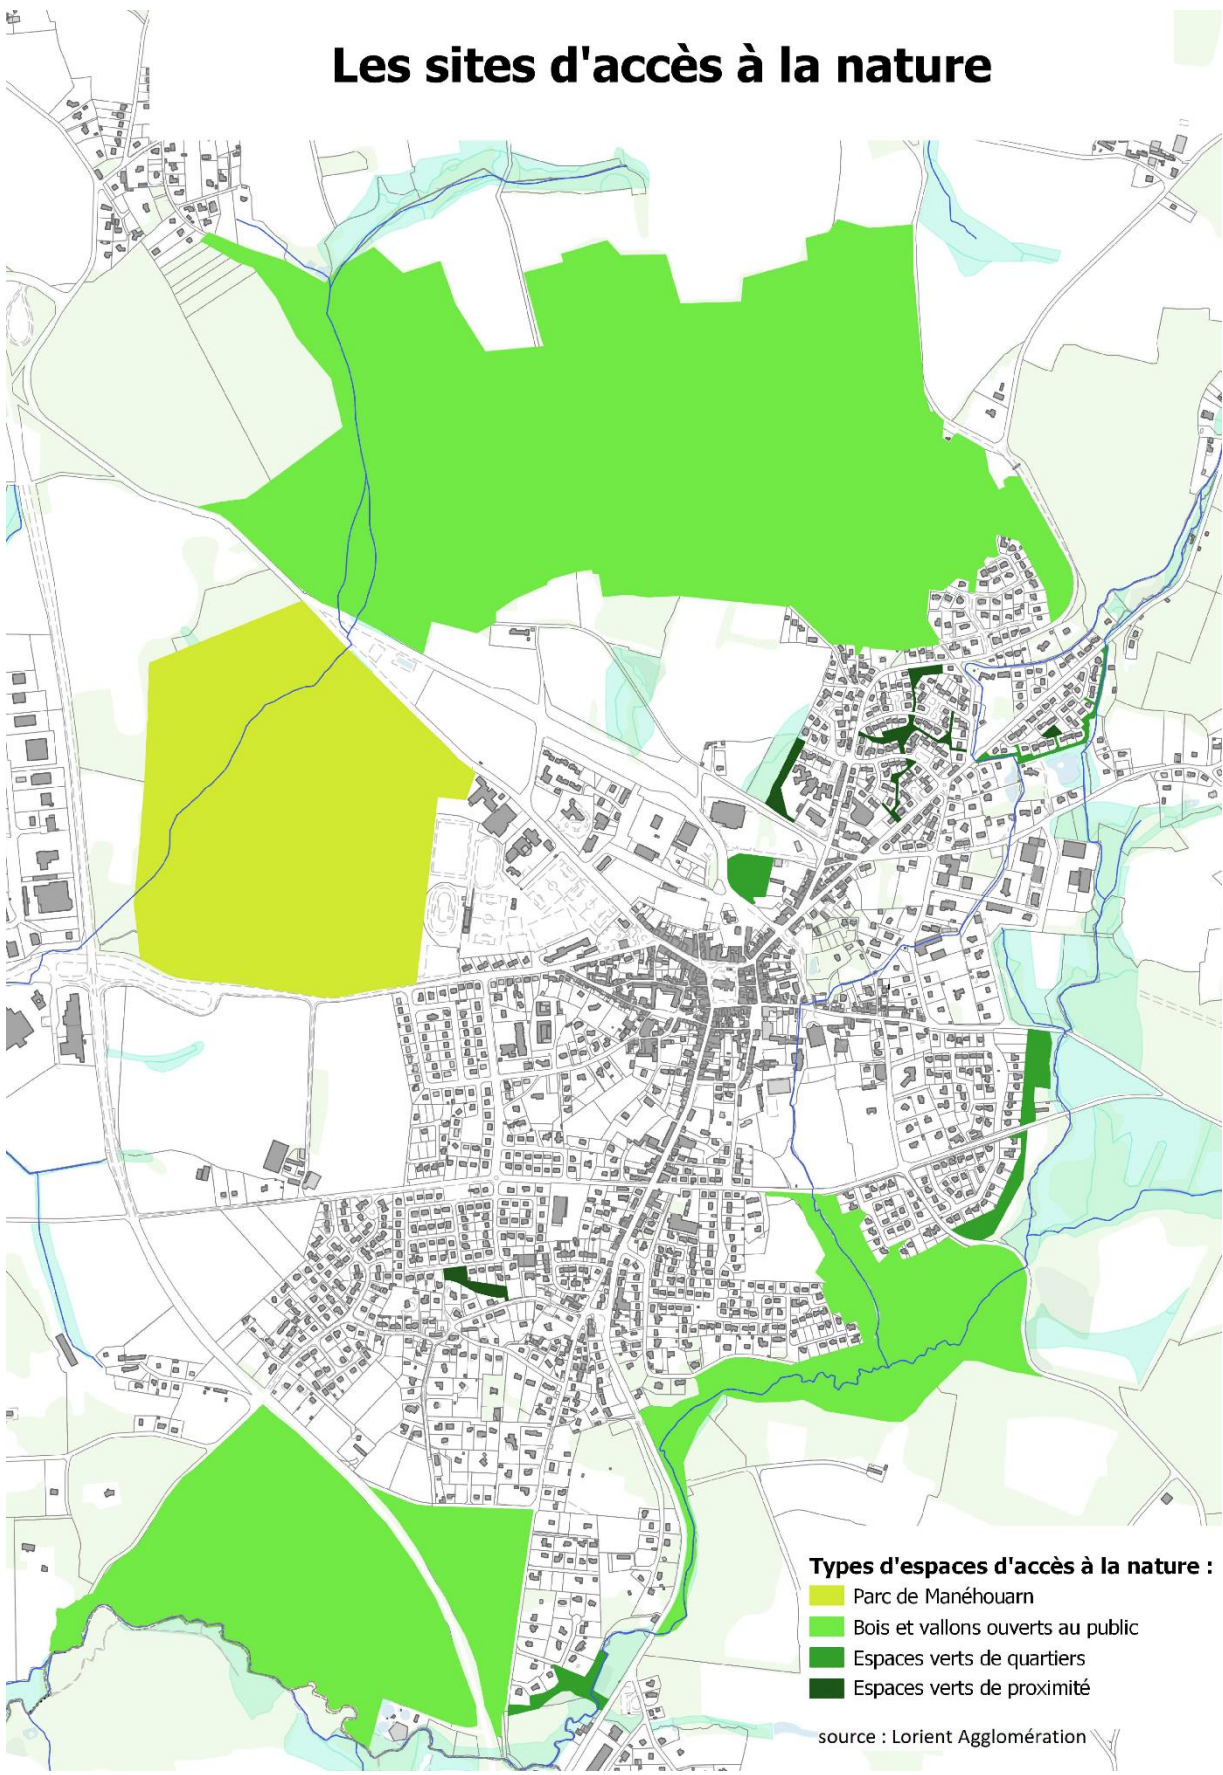 Les sites d'accès à la nature
Types d'espaces d'accès à la nature :
Parc de Manéhouarn
Bois et vallons ouverts au public
Espaces verts de quartiers
Espaces verts de proximité
source : Lorient Agglomération